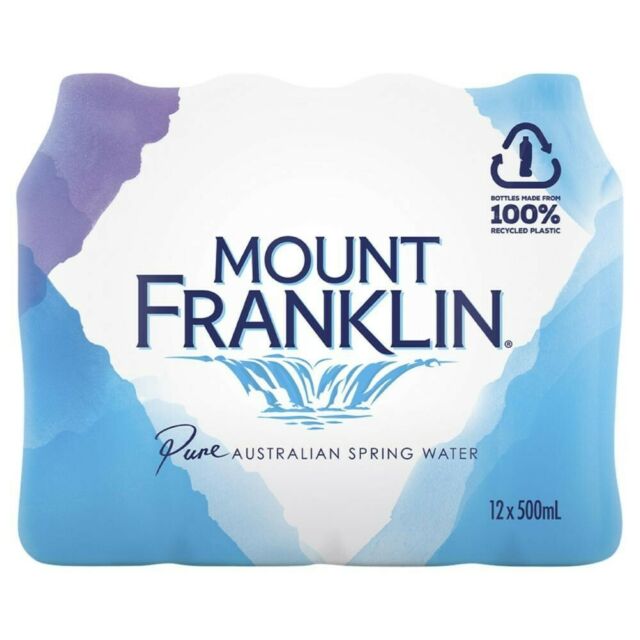 BOTTLES MADE FROM
100%
RECYCLED PLASTIC
MOUNT
FRANKLIN®
Pure AUSTRALIAN SPRING WATER
12 x 500mL